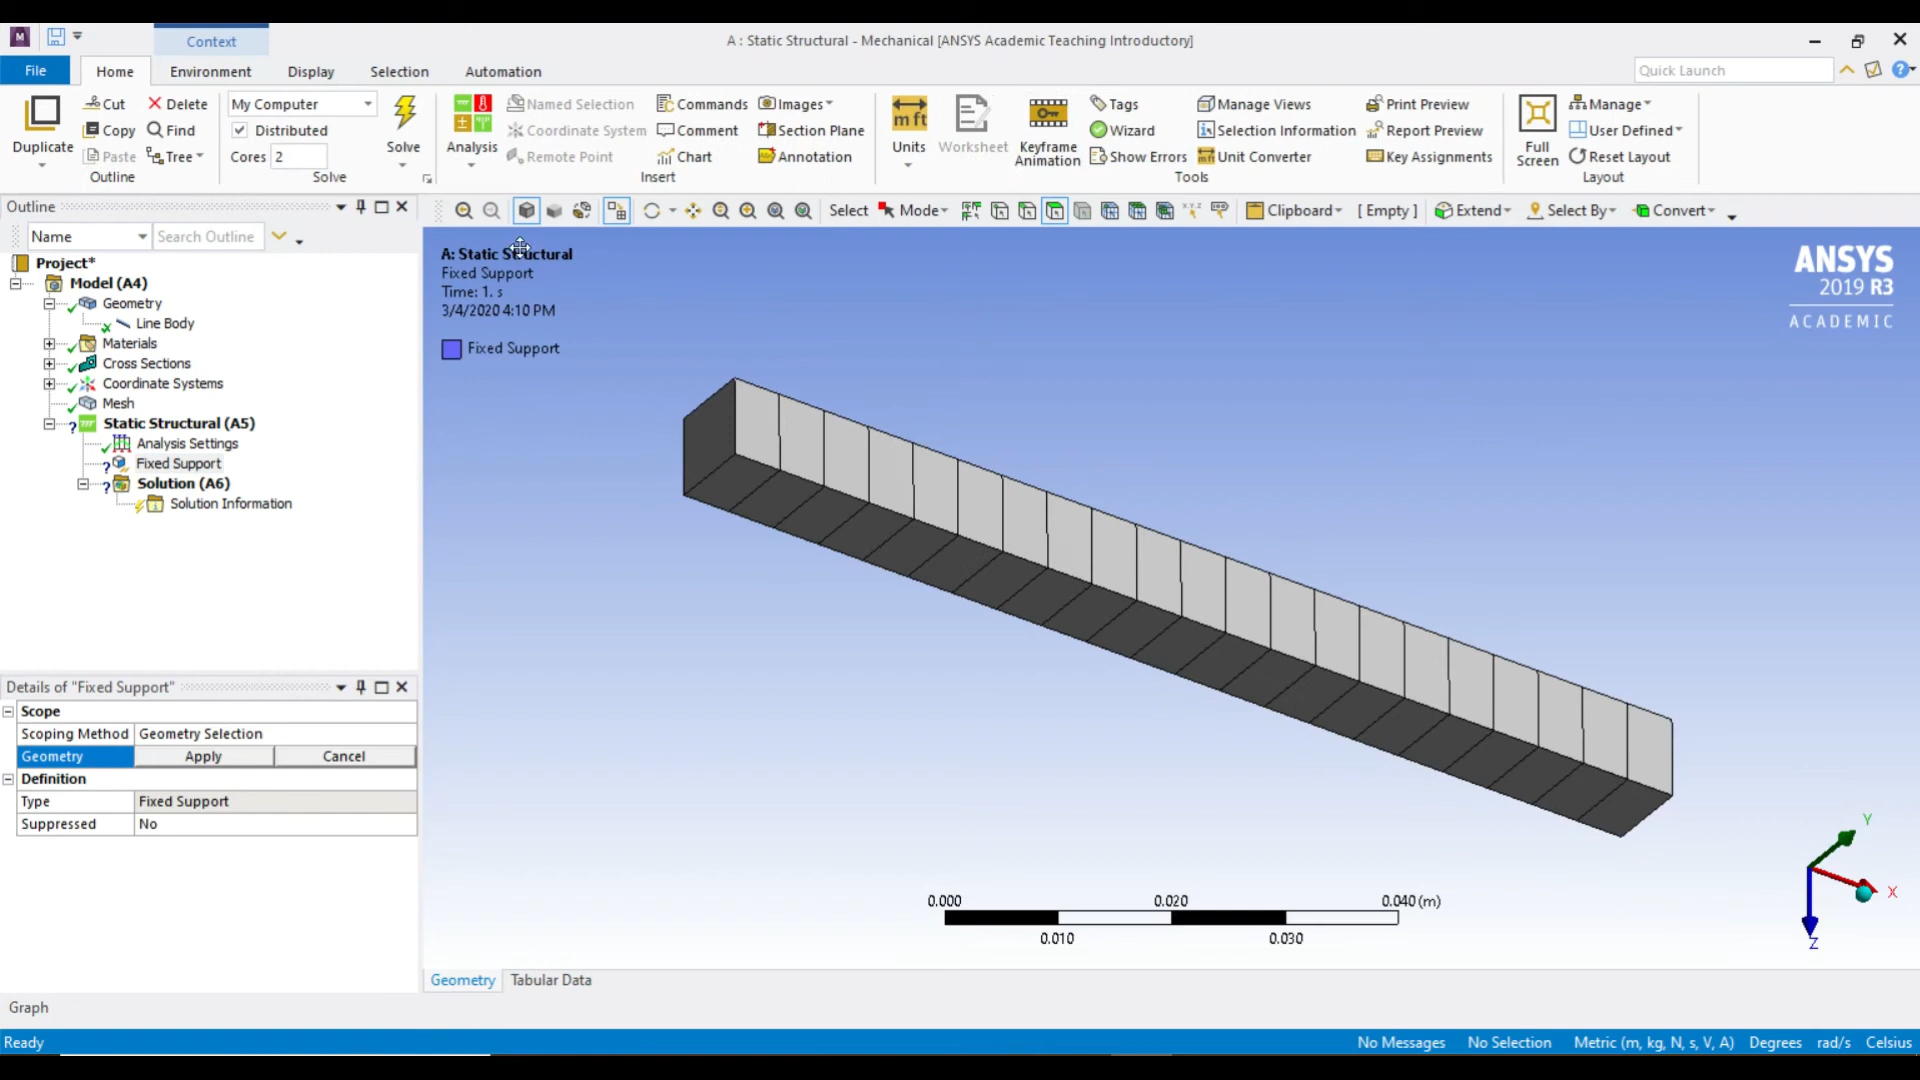 M
Context
A : Static Structural - Mechanical [ANSYS Academic Teaching Introductory]
File Home Environment Display Selection Automation
Quick Launch
Duplicate
Cut Delete
Copy Find
Paste Tree
Outline
My Computer
Distributed
Cores 2
Solve
Solve
Analysis
Named Selection Commands Images
Coordinate System Comment Section Plane
Remote Point Chart Annotation
Insert
Units
Worksheet
Keyframe
Animation
Tags Manage Views Print Preview
Wizard Selection Information Report Preview
Show Errors Unit Converter Key Assignments
Tools
Full
Screen
Manage
User Defined
Reset Layout
Layout
Outline
Name Search Outline
Select Mode Clipboard [ Empty ] Extend Select By Convert
Project*
Model (A4)
Geometry
Line Body
Materials
Cross Sections
Coordinate Systems
Mesh
Static Structural (A5)
Analysis Settings
Fixed Support
Solution (A6)
Solution Information
Details of "Fixed Support"
Scope
Scoping Method Geometry Selection
Geometry Apply Cancel
Definition
Type Fixed Support
Suppressed No
A: Static Structural
Fixed Support
Time: 1. s
3/4/2020 4:10 PM
Fixed Support
ANSYS
2019 R3
ACADEMIC
Y
X
Z
0.000 0.020 0.040 (m)
0.010 0.030
Geometry Tabular Data
Graph
Ready No Messages No Selection Metric (m, kg, N, s, V, A) Degrees rad/s Celsius